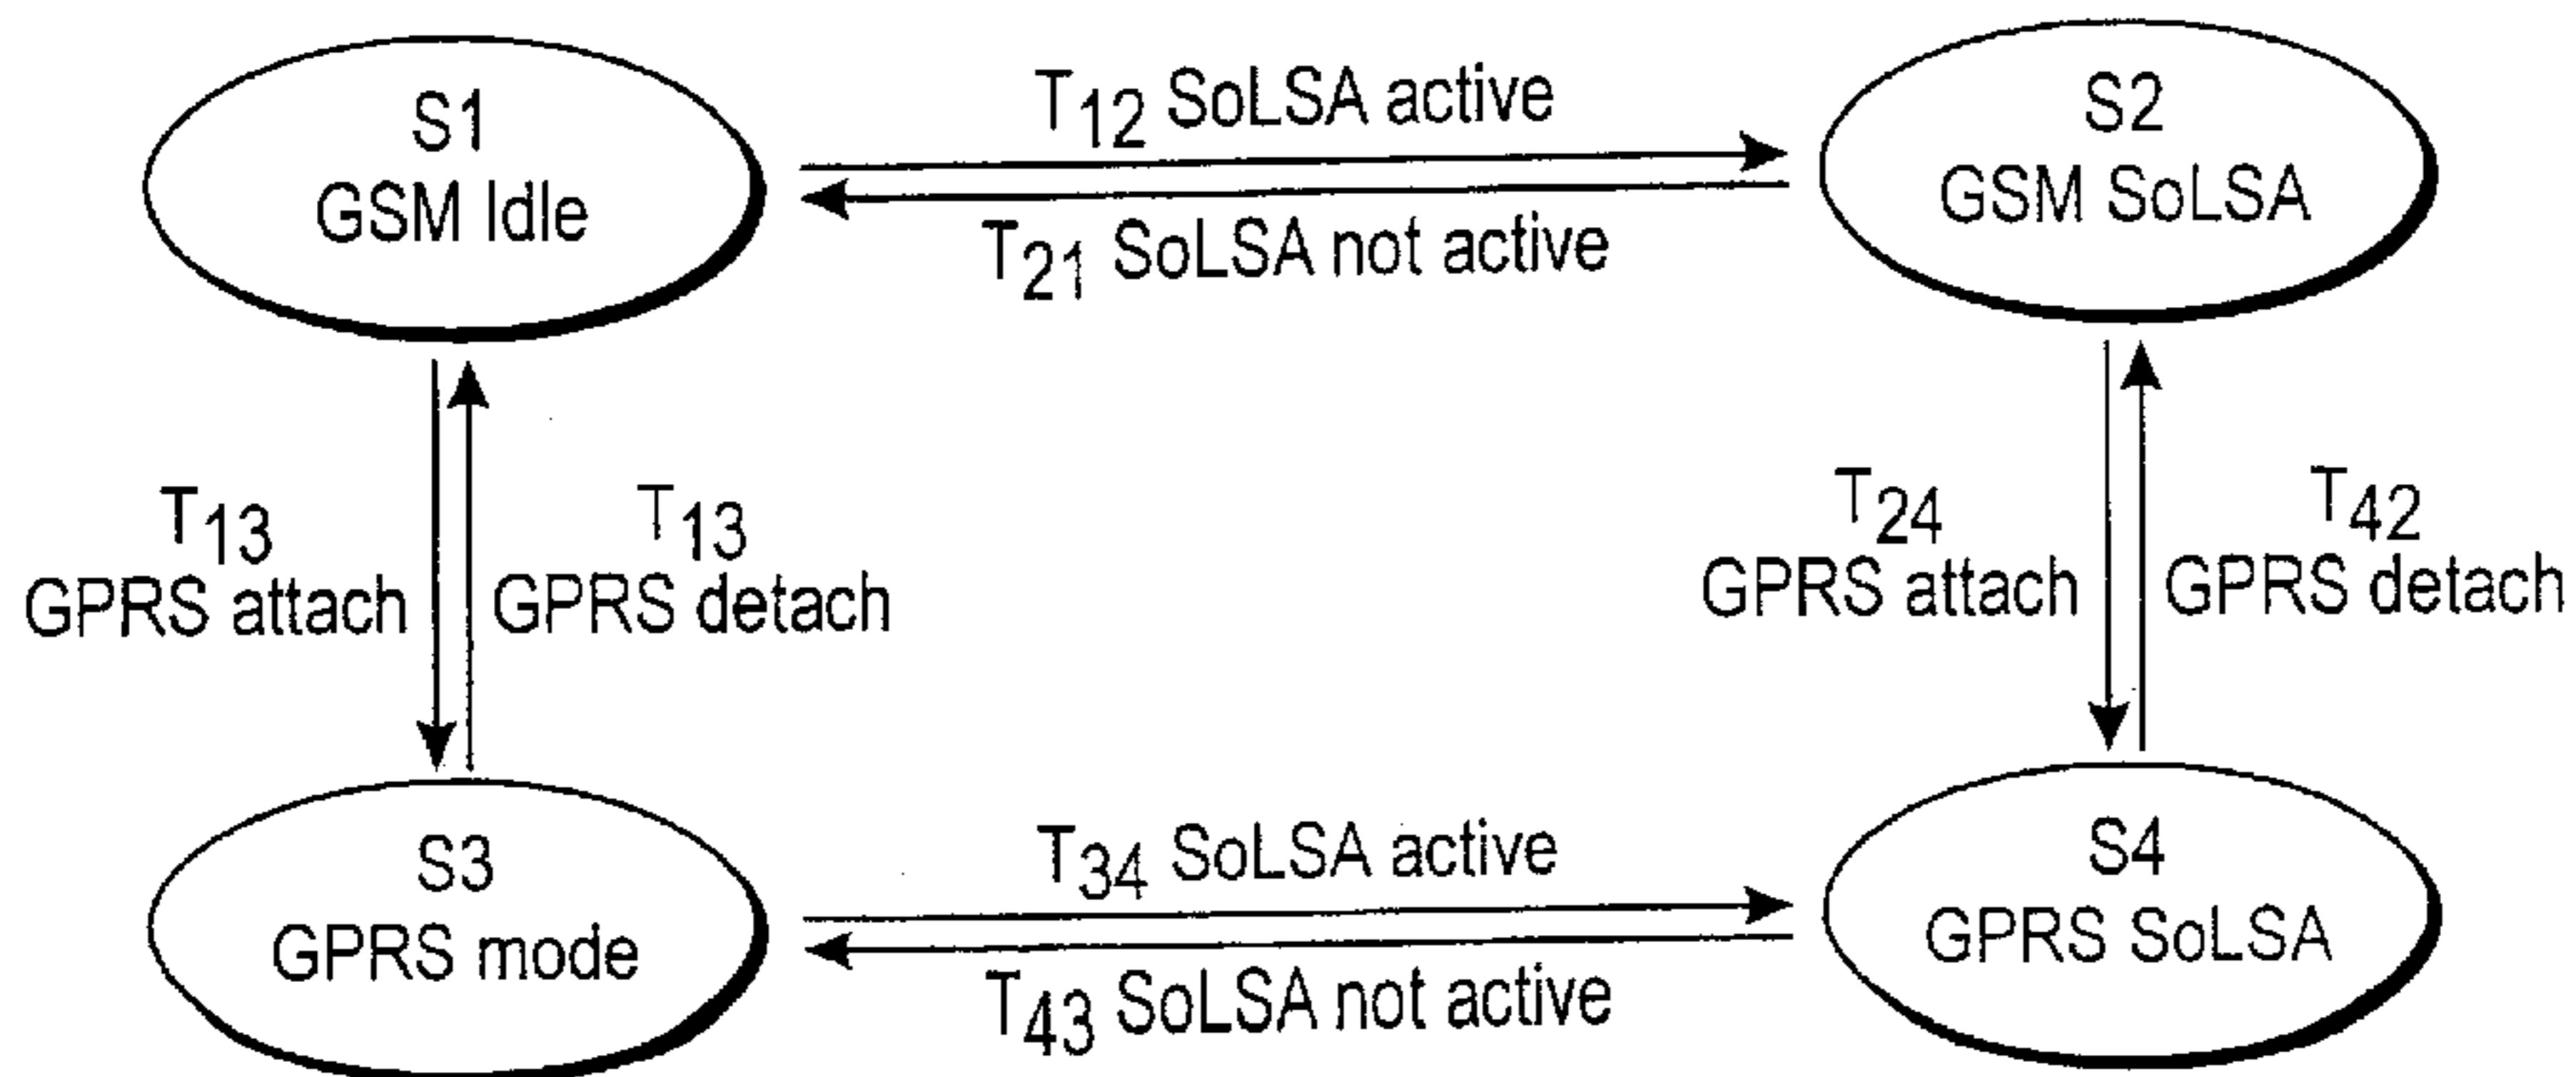 S1
GSM Idle
T12 SoLSA active
T21 SoLSA not active
S2
GSM SoLSA
T13
GPRS attach
T13
GPRS detach
T24
GPRS attach
T42
GPRS detach
S3
GPRS mode
T34 SoLSA active
T43 SoLSA not active
S4
GPRS SoLSA